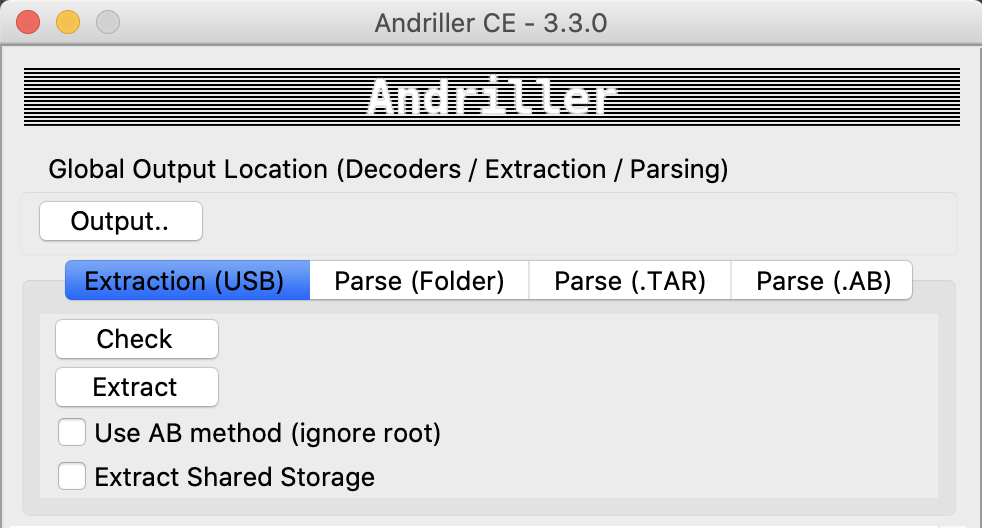 Andriller CE - 3.3.0
Andriller
Global Output Location (Decoders / Extraction / Parsing)
Output..
Extraction (USB) Parse (Folder) Parse (.TAR) Parse (.AB)
Check
Extract
Use AB method (ignore root)
Extract Shared Storage